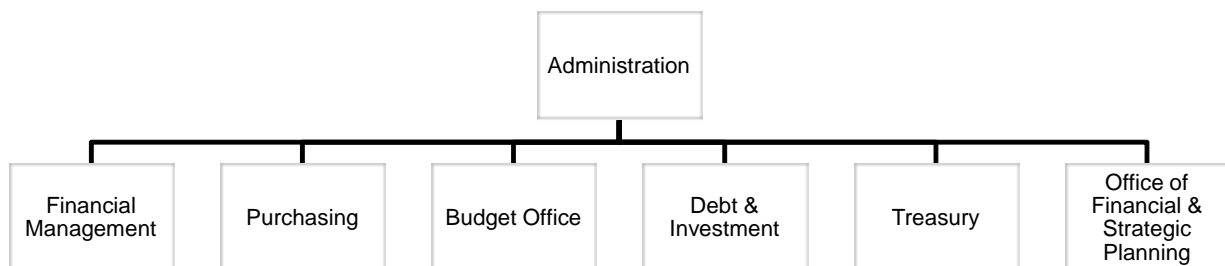 Administration
Financial
Management
Purchasing
Budget Office
Debt &
Investment
Treasury
Office of
Financial &
Strategic
Planning